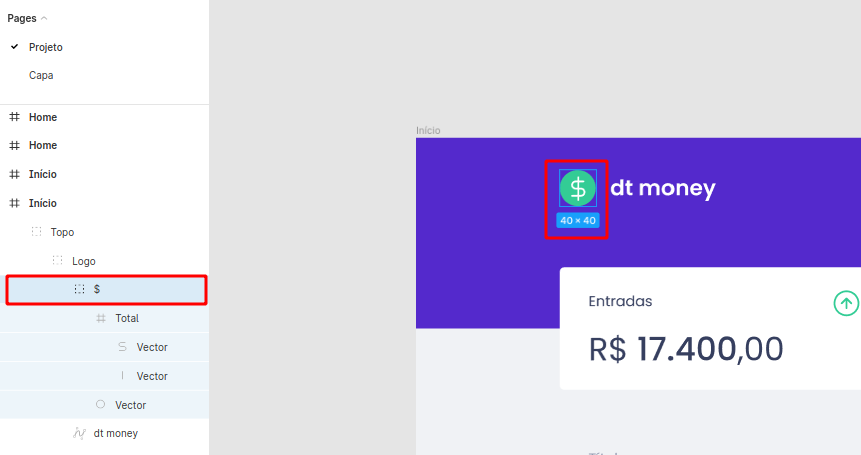 Pages
Projeto
Capa
Home
Home
Início
Início
Topo
Logo
$
Total
Vector
Vector
Vector
dt money
Início
$ dt money
40 × 40
Entradas
R$ 17.400,00